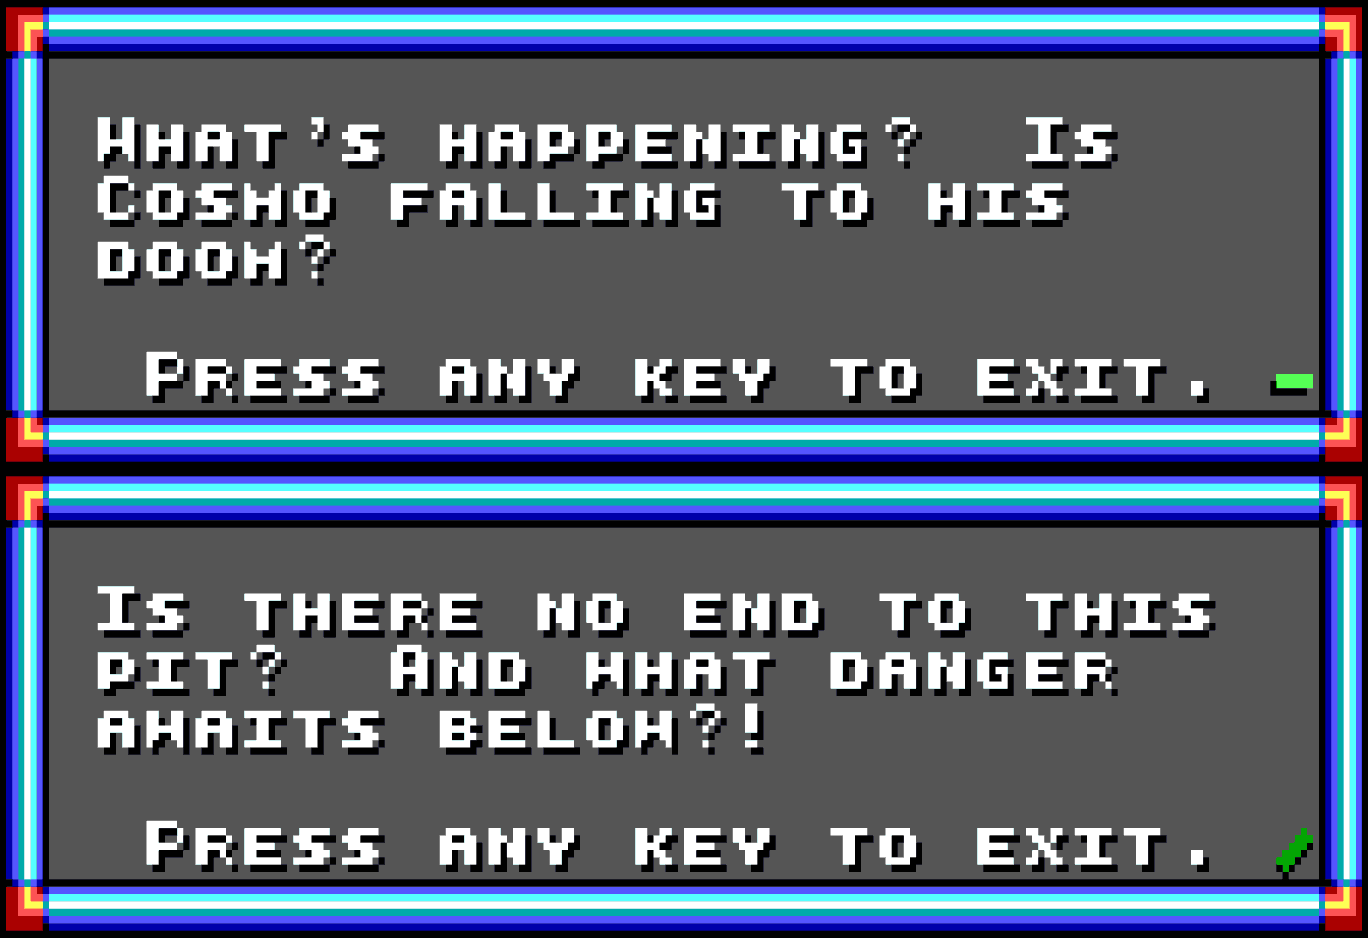 What's happening?  Is
Cosmo falling to his
doom?
Press any key to exit.
Is there no end to this
pit?  And what danger
awaits below?!
Press any key to exit.